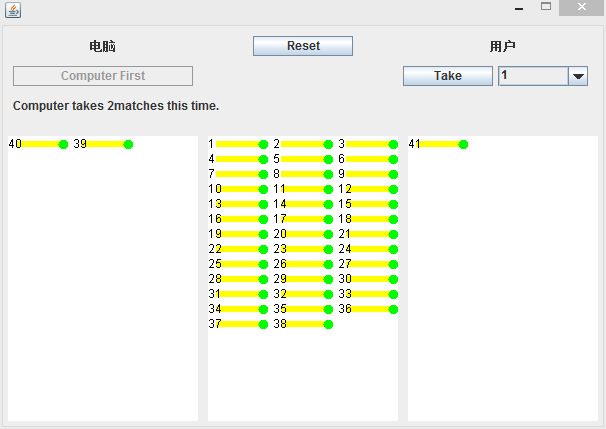 电脑 Reset 用户
Computer First Take 1
Computer takes 2matches this time.
40 39 1 2 3 41
4 5 6
7 8 9
10 11 12
13 14 15
16 17 18
19 20 21
22 23 24
25 26 27
28 29 30
31 32 33
34 35 36
37 38